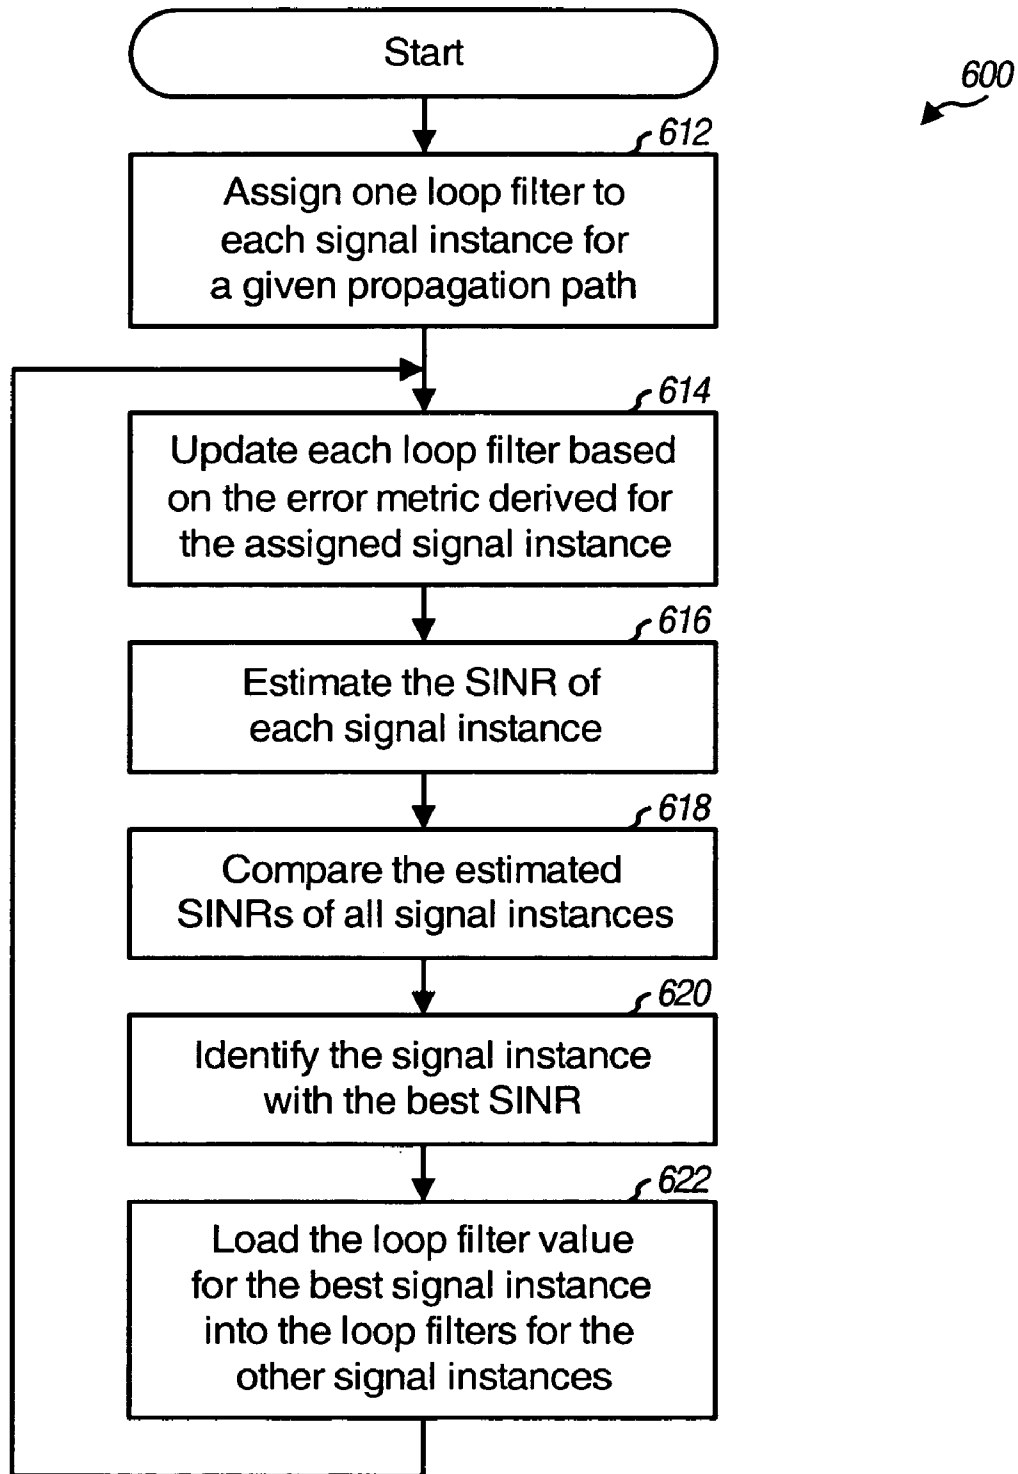 Start
600
612
Assign one loop filter to
each signal instance for
a given propagation path
614
Update each loop filter based
on the error metric derived for
the assigned signal instance
616
Estimate the SINR of
each signal instance
618
Compare the estimated
SINRs of all signal instances
620
Identify the signal instance
with the best SINR
622
Load the loop filter value
for the best signal instance
into the loop filters for the
other signal instances